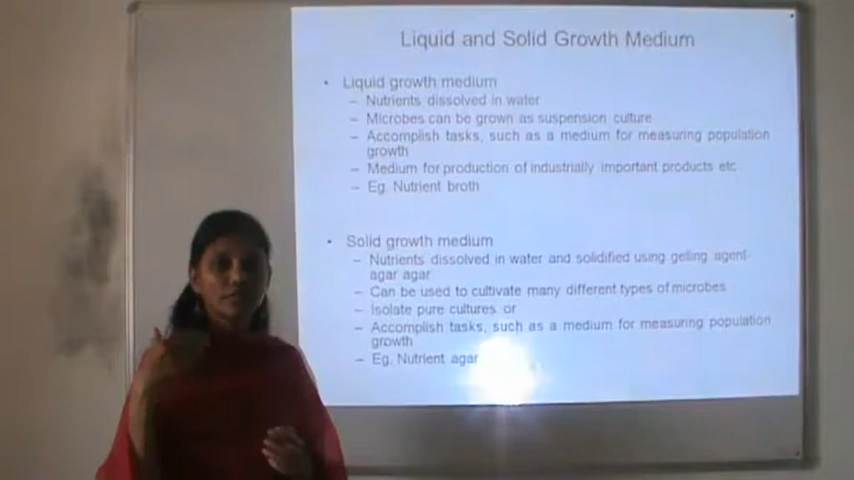 Liquid and Solid Growth Medium
• Liquid growth medium
– Nutrients dissolved in water
– Microbes can be grown as suspension culture
– Accomplish tasks, such as a medium for measuring population
growth
– Medium for production of industrially important products etc
– Eg. Nutrient broth
• Solid growth medium
– Nutrients dissolved in water and solidified using gelling agent-
agar agar
– Can be used to cultivate many different types of microbes
– Isolate pure cultures or
– Accomplish tasks, such as a medium for measuring population
growth
– Eg. Nutrient agar